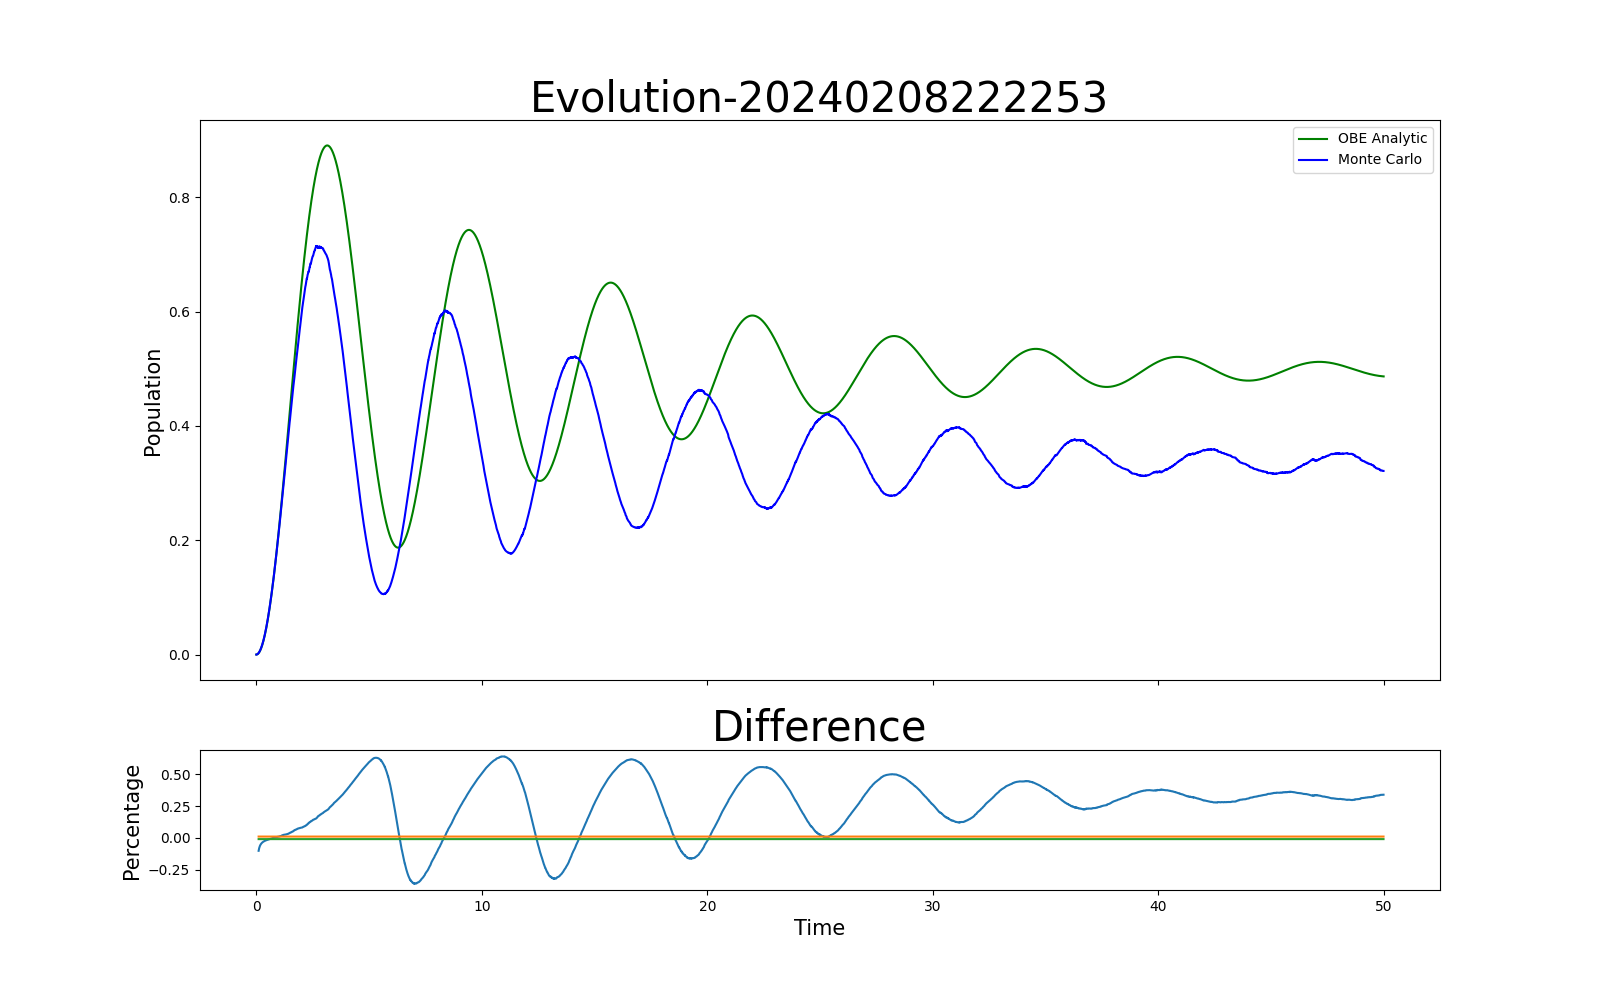 Evolution-20240208222253
OBE Analytic
Monte Carlo
Population
0.8
0.6
0.4
0.2
0.0
Difference
Percentage
0.50
0.25
0.00
−0.25
0 10 20 30 40 50
Time